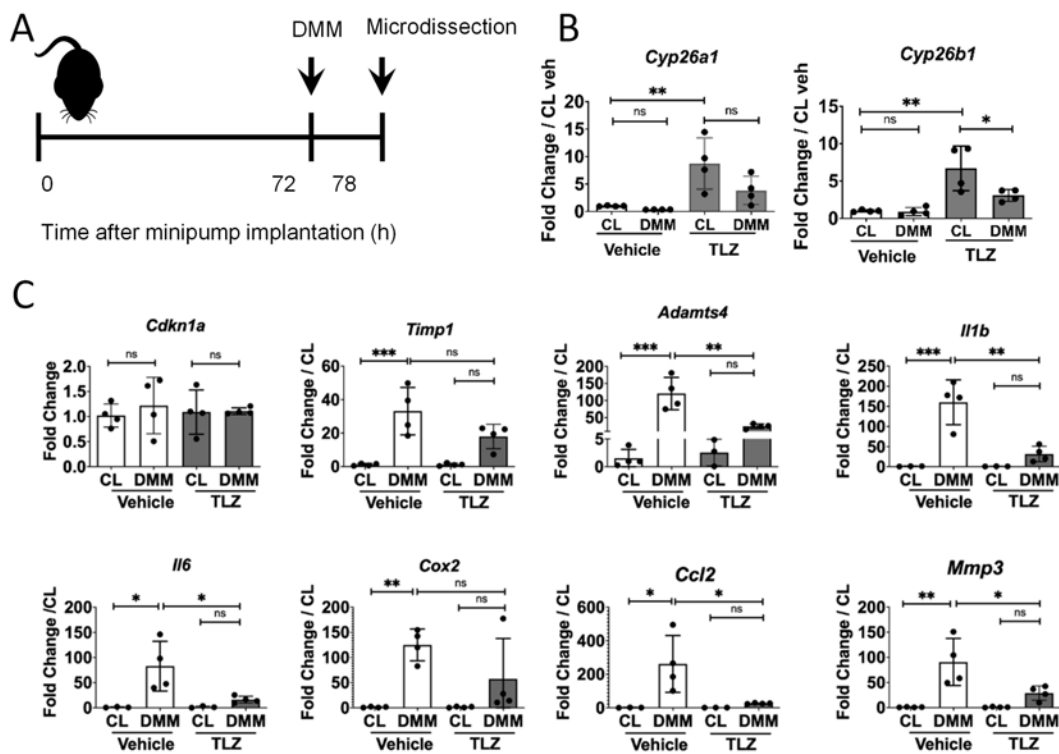 A
DMM
Microdissection
0
72
78
Time after minipump implantation (h)
B
Cyp26a1
Fold Change / CL veh
20
15
10
5
0
**
ns
ns
CL DMM CL DMM
Vehicle TLZ
Cyp26b1
Fold Change / CL veh
15
10
5
0
**
ns
*
CL DMM CL DMM
Vehicle TLZ
C
Cdkn1a
Fold Change
2.0
1.5
1.0
0.5
0.0
ns
ns
CL DMM CL DMM
Vehicle TLZ
Timp1
Fold Change / CL
60
40
20
0
***
ns
ns
CL DMM CL DMM
Vehicle TLZ
Adamts4
Fold Change / CL
200
150
100
50
5
0
***
**
ns
CL DMM CL DMM
Vehicle TLZ
Il1b
Fold Change / CL
250
200
150
100
50
0
***
**
ns
CL DMM CL DMM
Vehicle TLZ
Il6
Fold Change /CL
200
150
100
50
0
*
*
ns
CL DMM CL DMM
Vehicle TLZ
Cox2
Fold Change / CL
200
150
100
50
0
**
ns
ns
CL DMM CL DMM
Vehicle TLZ
Ccl2
Fold Change / CL
600
400
200
0
*
*
ns
CL DMM CL DMM
Vehicle TLZ
Mmp3
Fold Change / CL
200
150
100
50
0
**
*
ns
CL DMM CL DMM
Vehicle TLZ